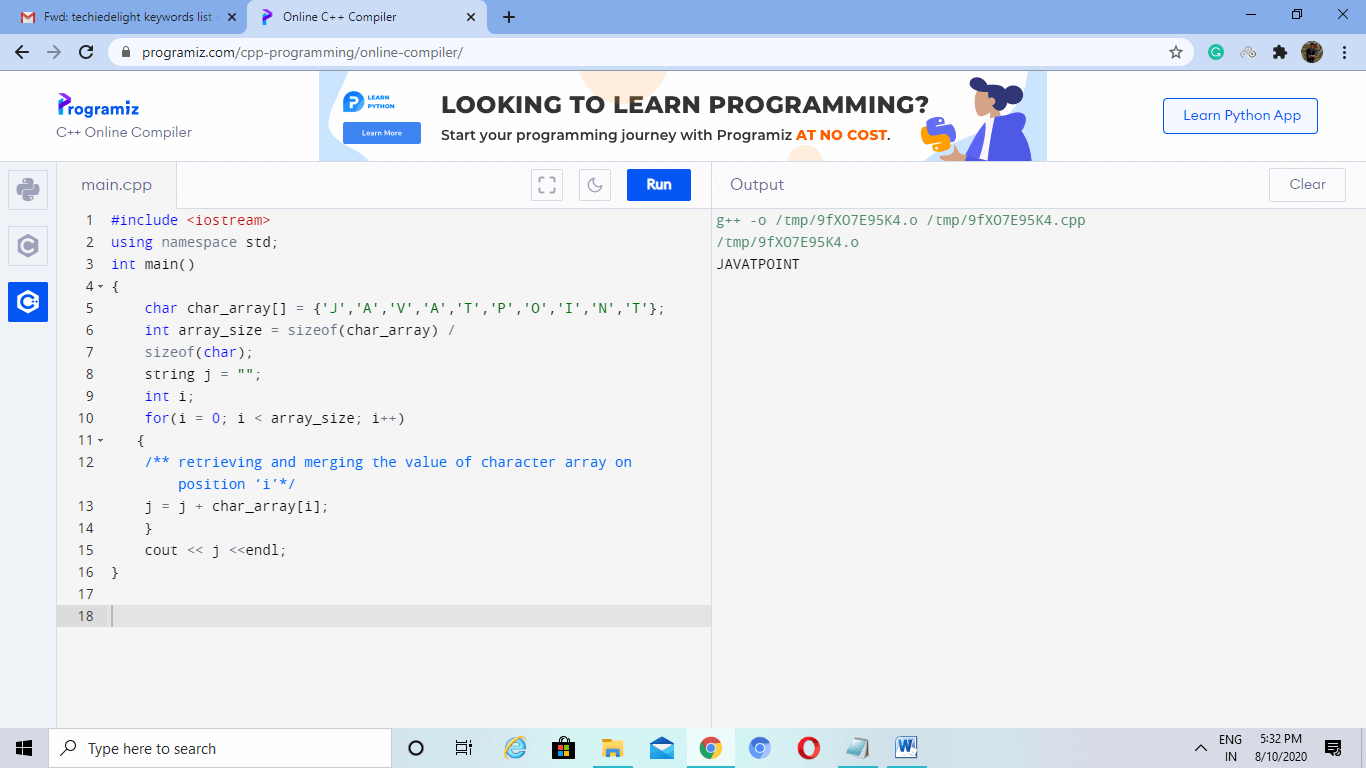 Fwd: techiedelight keywords list
Online C++ Compiler
programiz.com/cpp-programming/online-compiler/
Programiz
C++ Online Compiler
LEARN
PYTHON
Learn More
LOOKING TO LEARN PROGRAMMING?
Start your programming journey with Programiz AT NO COST.
Learn Python App
main.cpp
Run
Output
Clear
1 #include <iostream>
2 using namespace std;
3 int main()
4 {
5 char char_array[] = {'J','A','V','A','T','P','O','I','N','T'};
6 int array_size = sizeof(char_array) /
7 sizeof(char);
8 string j = "";
9 int i;
10 for(i = 0; i < array_size; i++)
11 {
12 /** retrieving and merging the value of character array on
position ‘i’*/
13 j = j + char_array[i];
14 }
15 cout << j <<endl;
16 }
17
18
g++ -o /tmp/9fXO7E95K4.o /tmp/9fXO7E95K4.cpp
/tmp/9fXO7E95K4.o
JAVATPOINT
Type here to search
ENG
IN
5:32 PM
8/10/2020